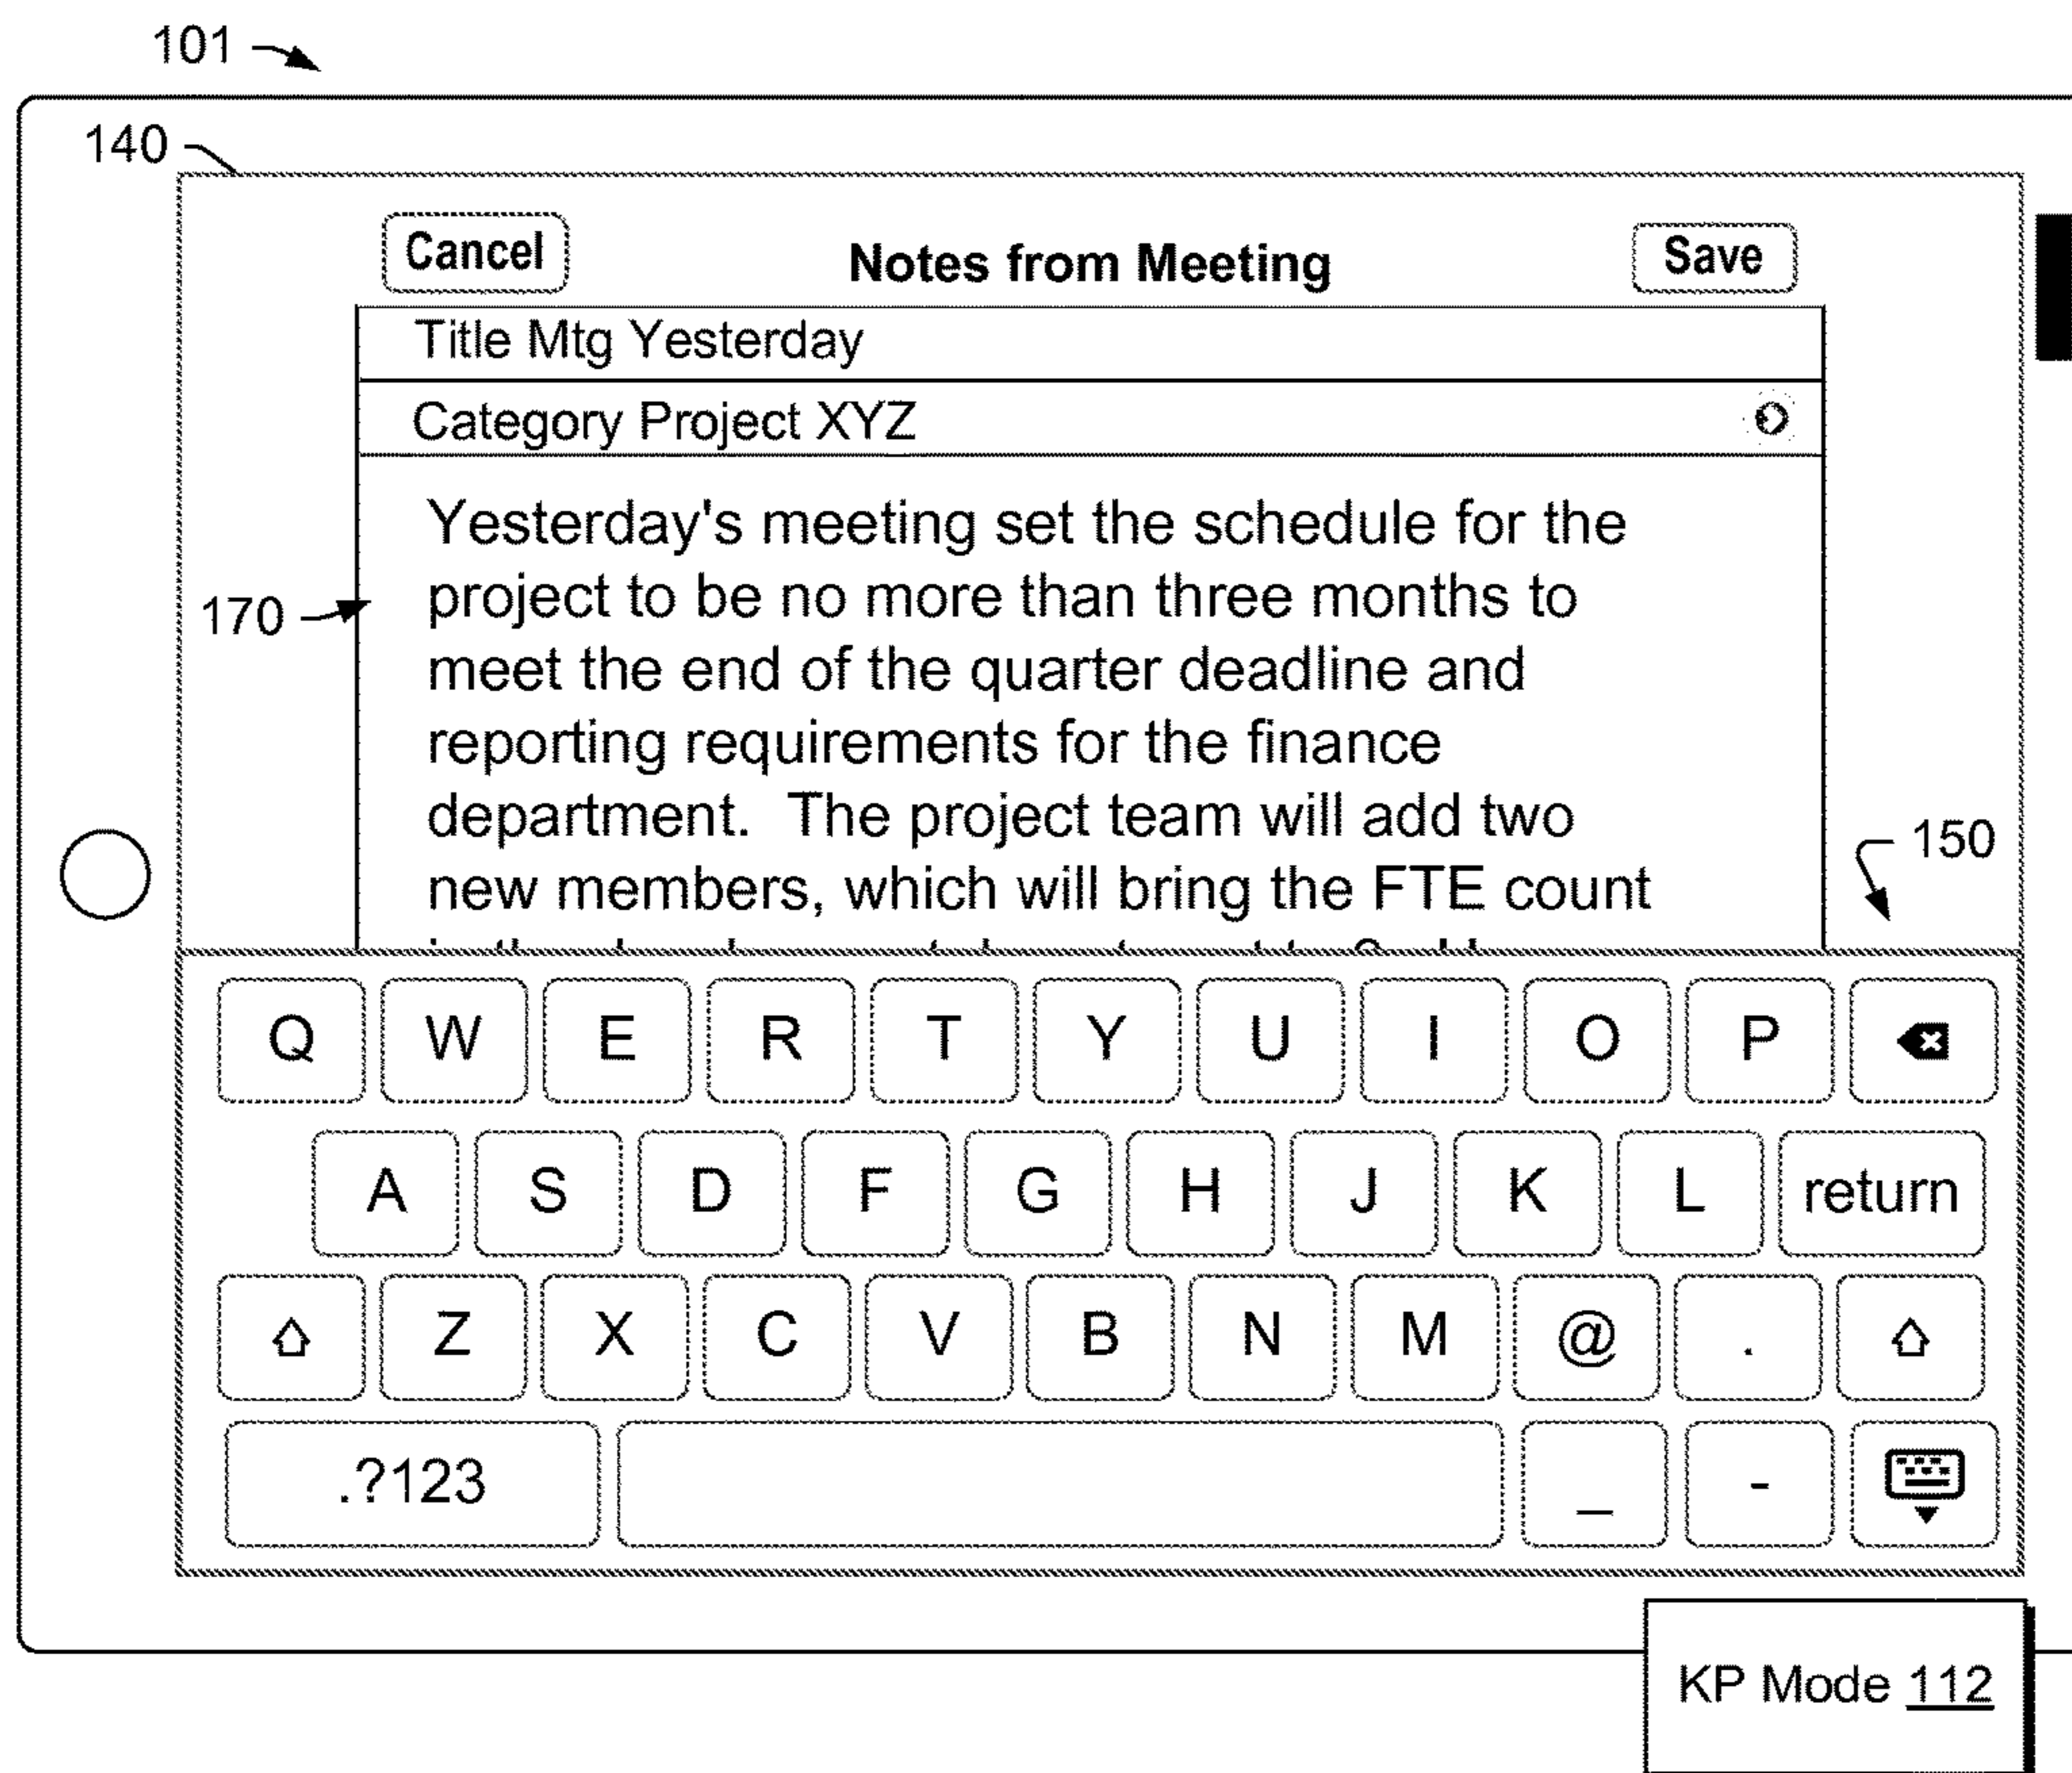 101
140
Cancel Notes from Meeting Save
Title Mtg Yesterday
Category Project XYZ
Yesterday's meeting set the schedule for the
170 project to be no more than three months to
meet the end of the quarter deadline and
reporting requirements for the finance
department. The project team will add two
150
new members, which will bring the FTE count
Q W E R T Y U I O P
A S D F G H J K L return
Z X C V B N M @ .
.?123 _ -
KP Mode 112